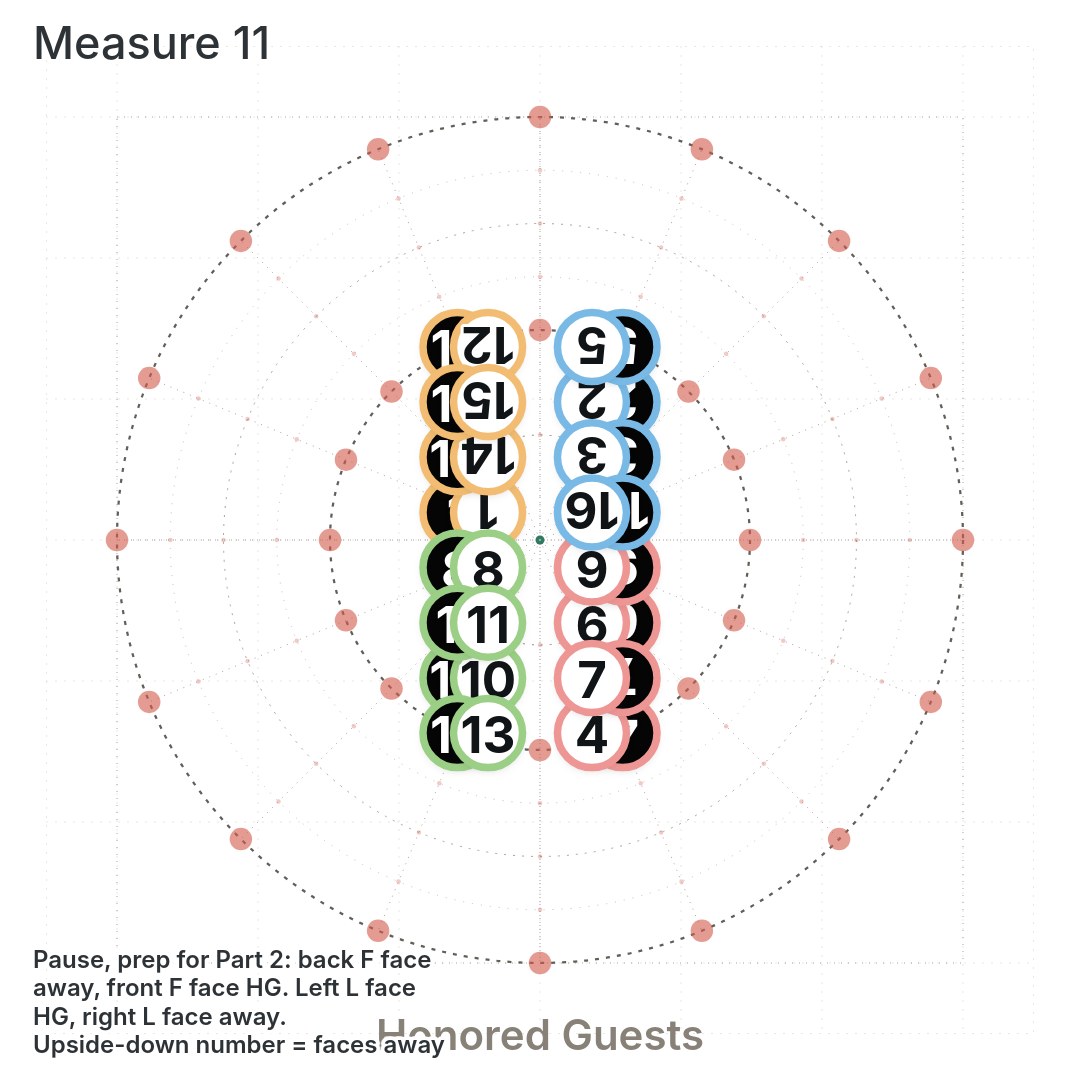 Measure 11
12 5
15 2
14 3
1 16
8 9
11 6
10 7
13 4
Pause, prep for Part 2: back F face
away, front F face HG. Left L face
HG, right L face away.
Upside-down number = faces away
Honored Guests